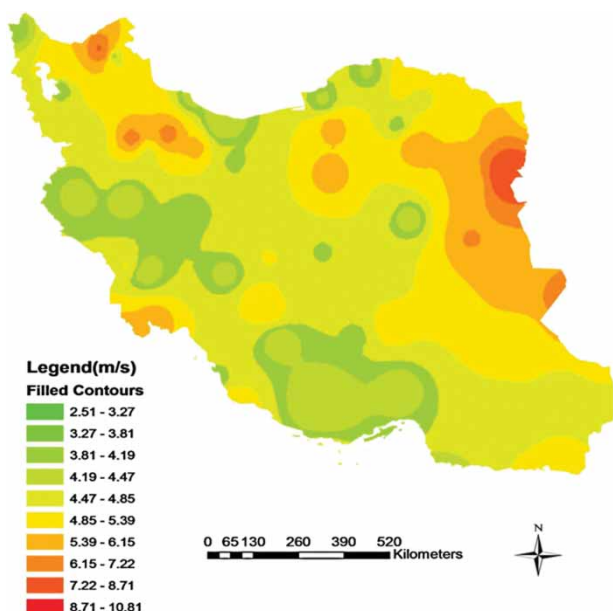 Legend(m/s)
Filled Contours
2.51 - 3.27
3.27 - 3.81
3.81 - 4.19
4.19 - 4.47
4.47 - 4.85
4.85 - 5.39
5.39 - 6.15
6.15 - 7.22
7.22 - 8.71
8.71 - 10.81
0 65 130 260 390 520
Kilometers
N